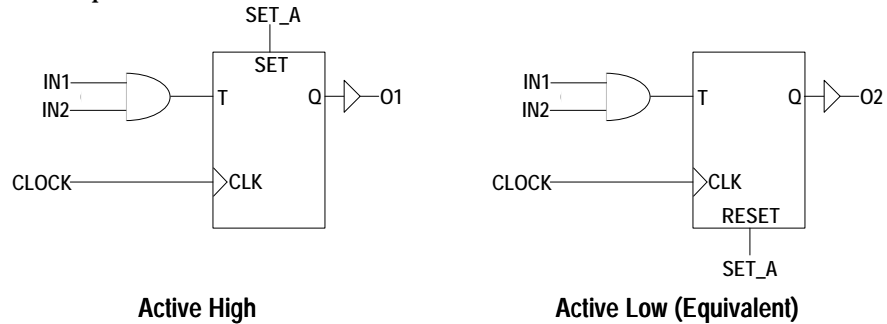 SET_A
SET
IN1
IN2
T
Q
O1
CLOCK
CLK
Active High
IN1
IN2
T
Q
O2
CLOCK
CLK
RESET
SET_A
Active Low (Equivalent)